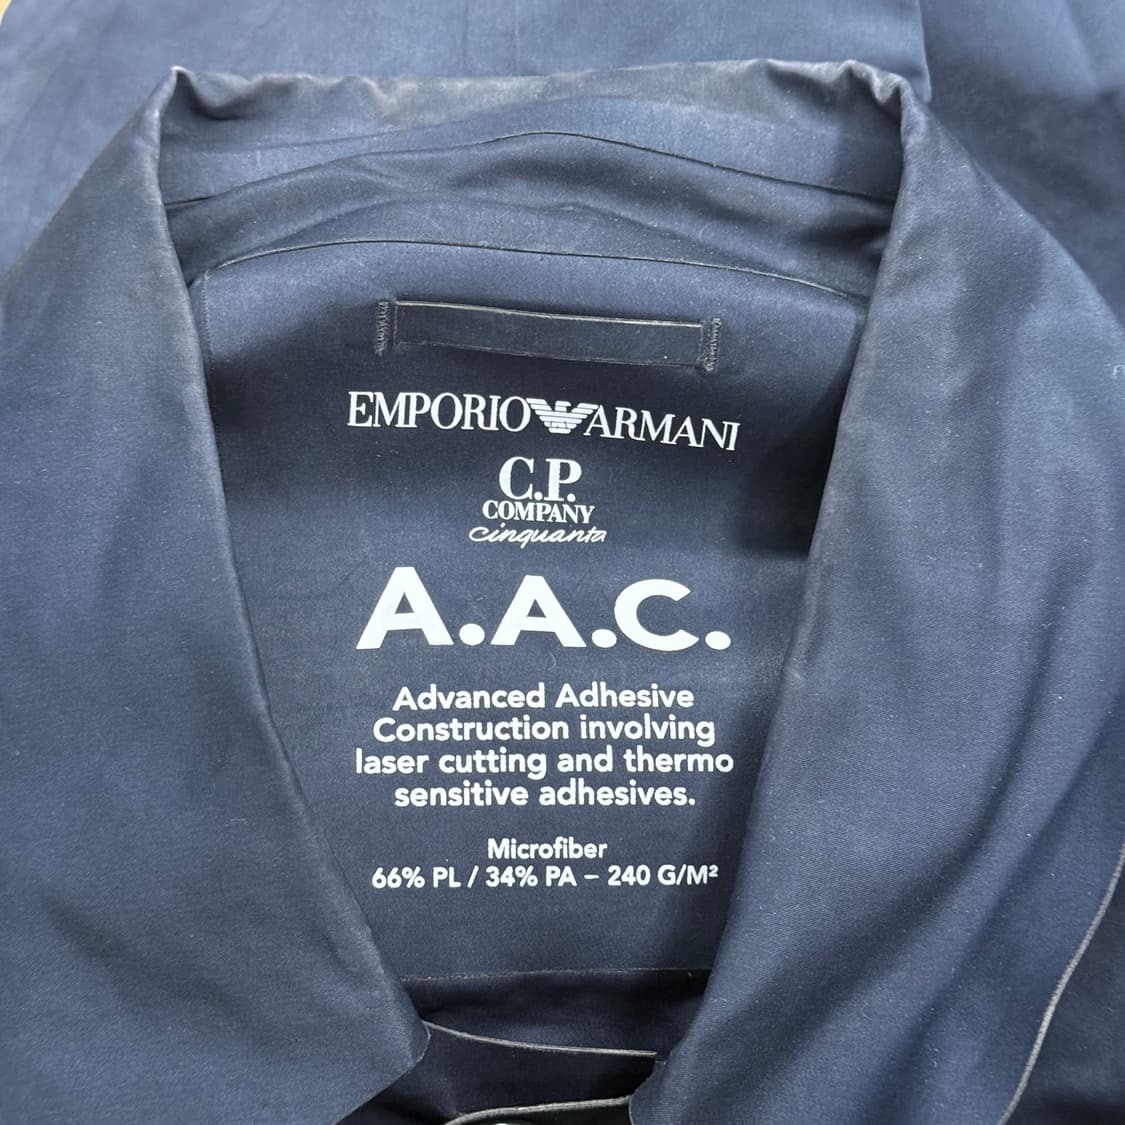 EMPORIO ARMANI
C.P.
COMPANY
cinquanta
A.A.C.
Advanced Adhesive
Construction involving
laser cutting and thermo
sensitive adhesives.
Microfiber
66% PL / 34% PA – 240 G/M²